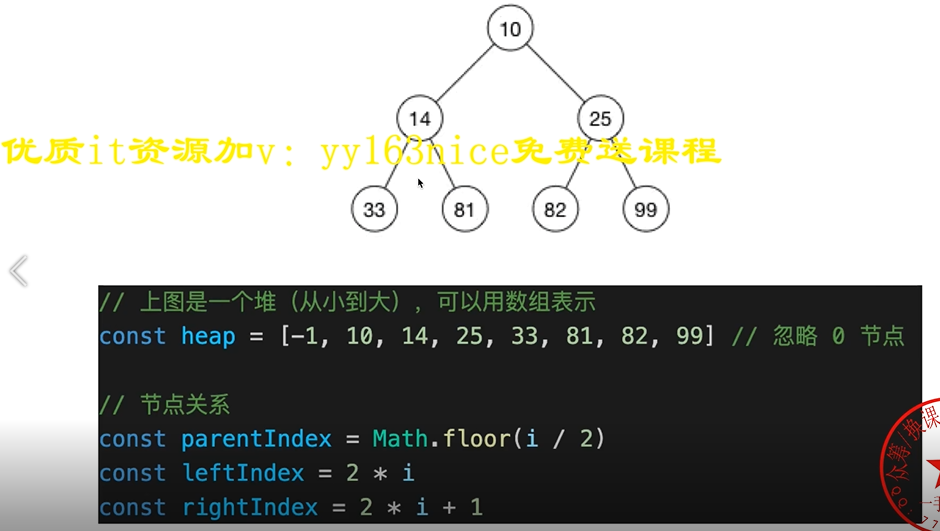 10
14
25
优质it资源加v：yy163nice免费送课程
33
81
82
99
// 上图是一个堆（从小到大），可以用数组表示
const heap = [-1, 10, 14, 25, 33, 81, 82, 99] // 忽略 0 节点
// 节点关系
const parentIndex = Math.floor(i / 2)
const leftIndex = 2 * i
const rightIndex = 2 * i + 1
众筹/换课